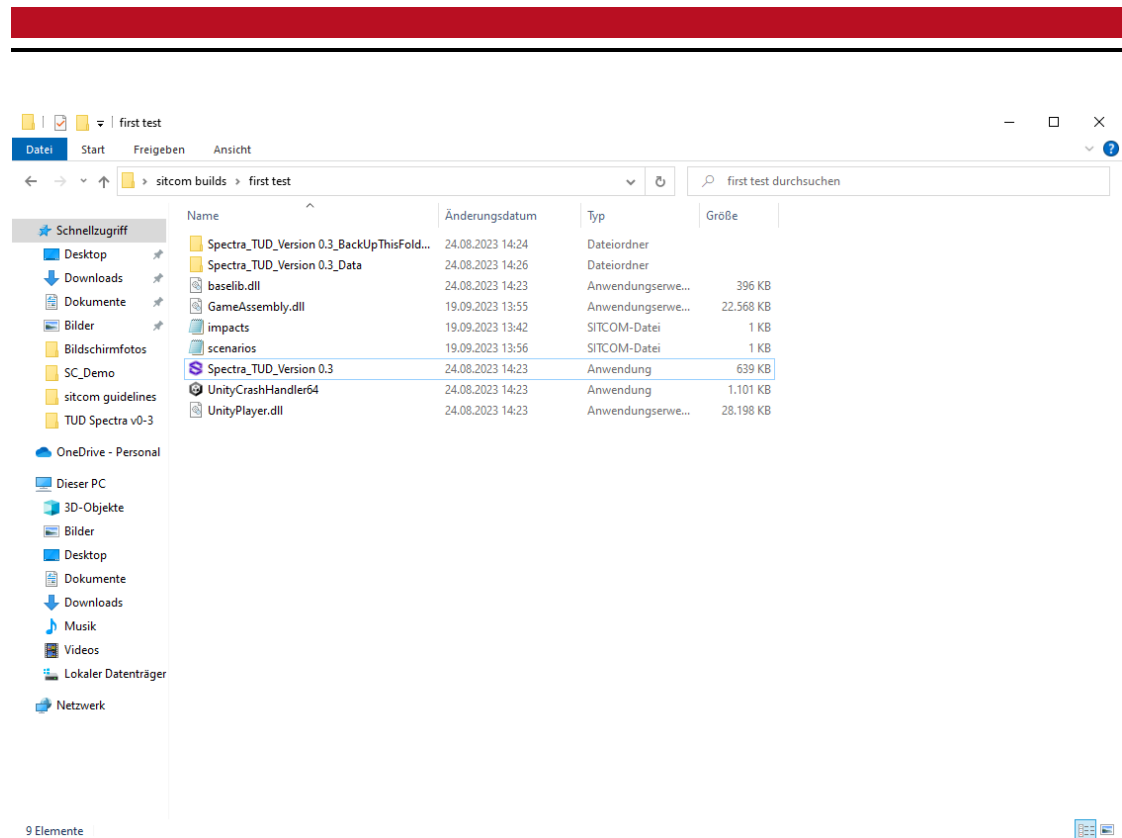 first test
Datei Start Freigeben Ansicht
sitcom builds first test first test durchsuchen
Name Änderungsdatum Typ Größe
Schnellzugriff
Desktop
Downloads
Dokumente
Bilder
Bildschirmfotos
SC_Demo
sitcom guidelines
TUD Spectra v0-3
OneDrive - Personal
Dieser PC
3D-Objekte
Bilder
Desktop
Dokumente
Downloads
Musik
Videos
Lokaler Datenträger
Netzwerk
Spectra_TUD_Version 0.3_BackUpThisFold... 24.08.2023 14:24 Dateiordner
Spectra_TUD_Version 0.3_Data 24.08.2023 14:26 Dateiordner
baselib.dll 24.08.2023 14:23 Anwendungserwe... 396 KB
GameAssembly.dll 19.09.2023 13:55 Anwendungserwe... 22.568 KB
impacts 19.09.2023 13:42 SITCOM-Datei 1 KB
scenarios 19.09.2023 13:56 SITCOM-Datei 1 KB
Spectra_TUD_Version 0.3 24.08.2023 14:23 Anwendung 639 KB
UnityCrashHandler64 24.08.2023 14:23 Anwendung 1.101 KB
UnityPlayer.dll 24.08.2023 14:23 Anwendungserwe... 28.198 KB
9 Elemente